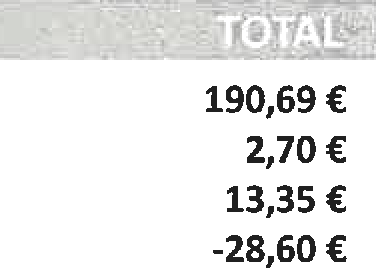 TOTAL
190,69 €
2,70 €
13,35 €
-28,60 €